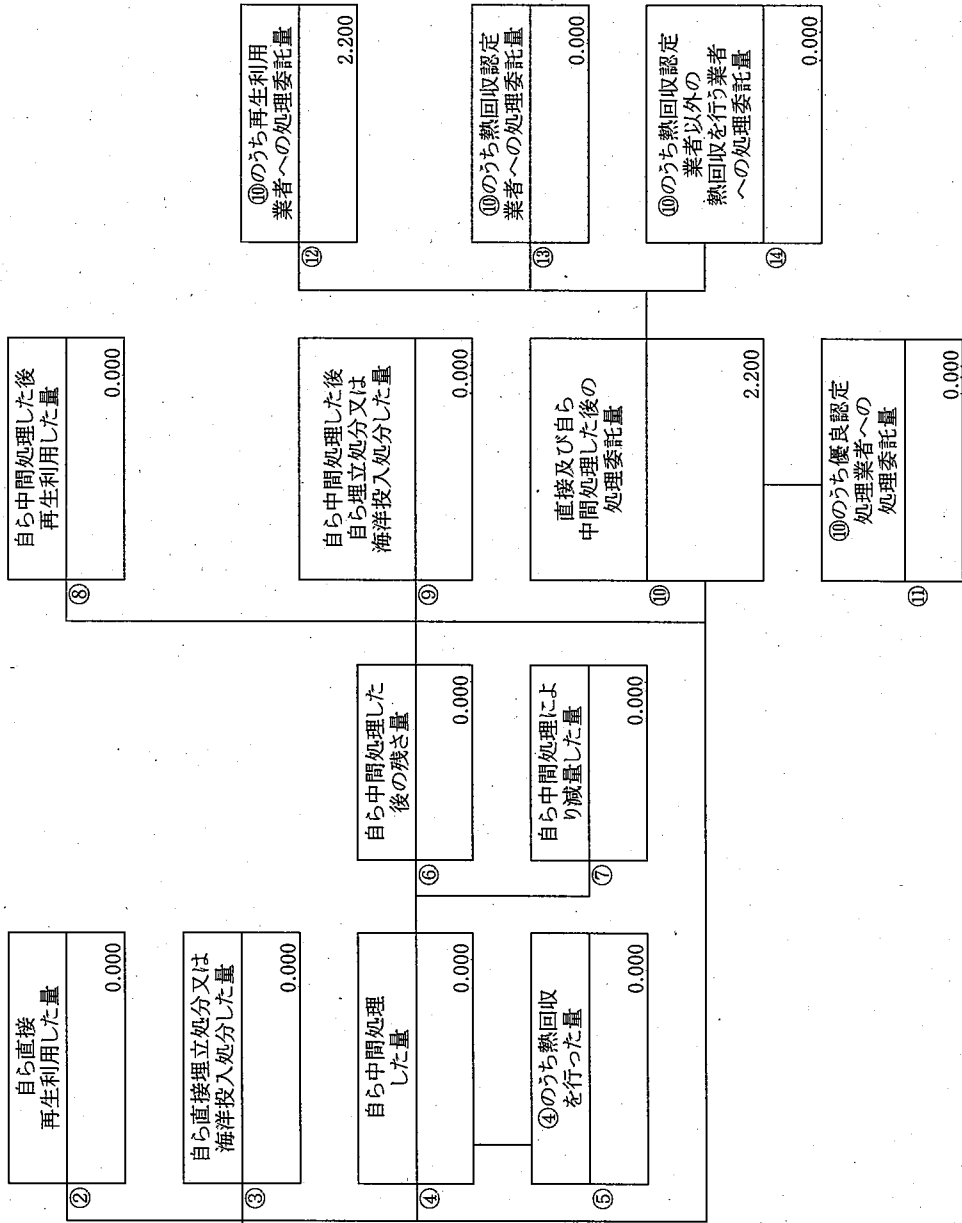 ②
自ら直接
再生利用した量
0.000
③
自ら直接埋立処分又は
海洋投入処分した量
0.000
④
自ら中間処理
した量
0.000
⑤
④のうち熱回収
を行った量
0.000
⑥
自ら中間処理した
後の残さ量
0.000
⑦
自ら中間処理によ
り減量した量
0.000
⑧
自ら中間処理した後
再生利用した量
0.000
⑨
自ら中間処理した後
自ら埋立処分又は
海洋投入処分した量
0.000
⑩
直接及び自ら
中間処理した後の
処理委託量
2.200
⑪
⑩のうち優良認定
処理業者への
処理委託量
0.000
⑫
⑩のうち再生利用
業者への処理委託量
2.200
⑬
⑩のうち熱回収認定
業者への処理委託量
0.000
⑭
⑩のうち熱回収認定
業者以外の
熱回収を行う業者
への処理委託量
0.000